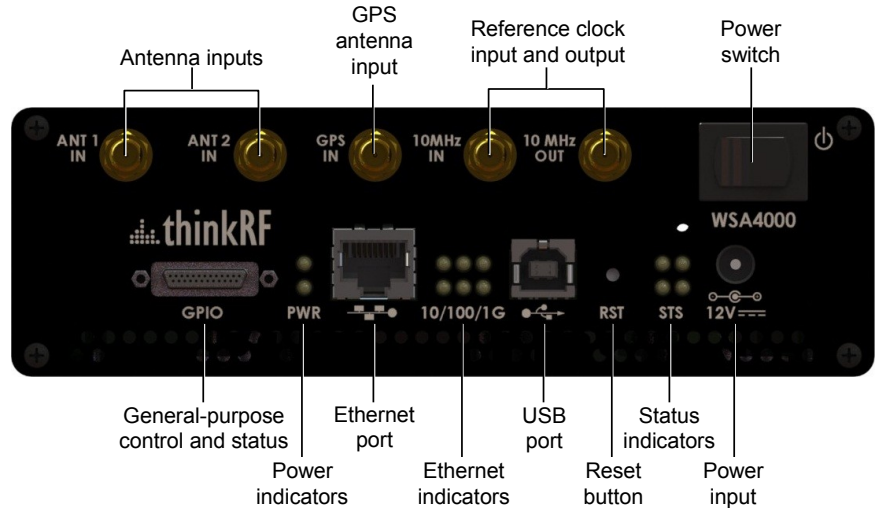 GPS
antenna
input
Reference clock
input and output
Power
switch
Antenna inputs
ANT 1
IN
ANT 2
IN
GPS
IN
10MHz
IN
10 MHz
OUT
WSA4000
thinkRF
GPIO
PWR
10/100/1G
RST
STS
12V
General-purpose
control and status
Ethernet
port
USB
port
Status
indicators
Power
indicators
Ethernet
indicators
Reset
button
Power
input